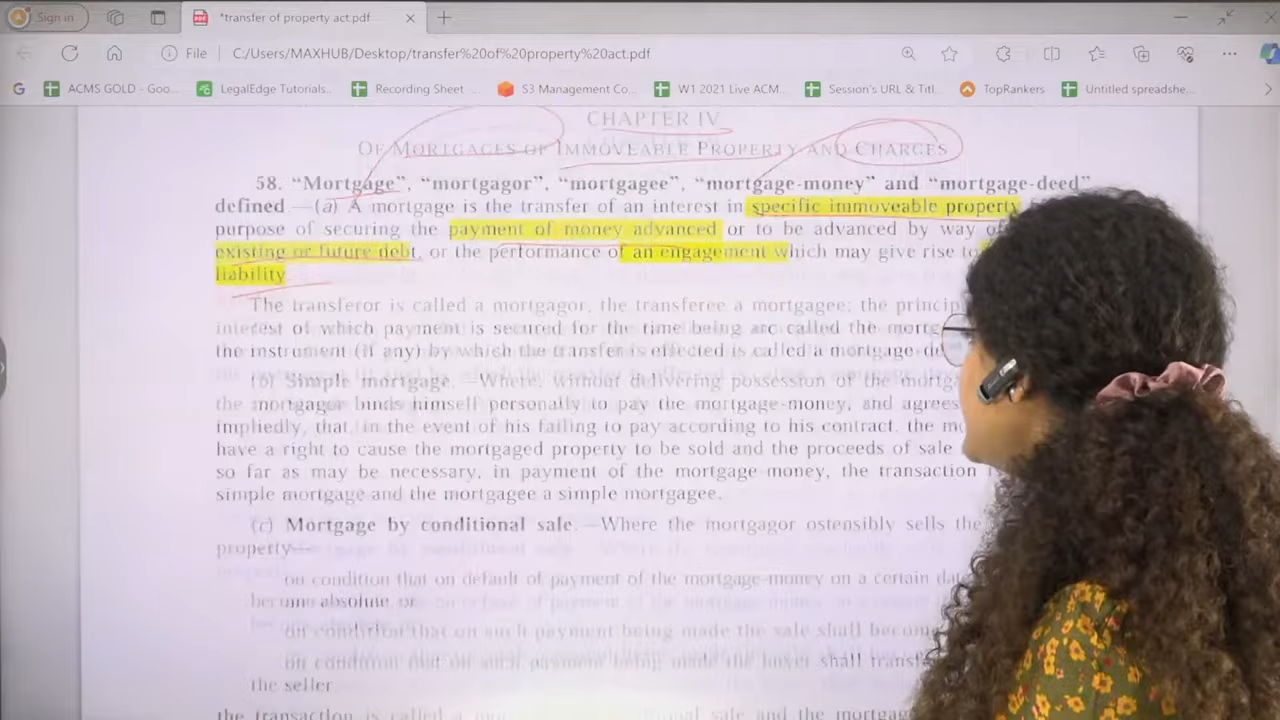 Sign in
*transfer of property act.pdf
File
C:/Users/MAXHUB/Desktop/transfer%20of%20property%20act.pdf
ACMS GOLD - Goo...
LegalEdge Tutorials...
Recording Sheet
S3 Management Co...
W1 2021 Live ACM...
Session's URL & Titl...
TopRankers
Untitled spreadshe...
CHAPTER IV
OF MORTGAGES OF IMMOVEABLE PROPERTY AND CHARGES
58. “Mortgage”, “mortgagor”, “mortgagee”, “mortgage-money” and “mortgage-deed”
defined.—(a) A mortgage is the transfer of an interest in specific immoveable property
purpose of securing the payment of money advanced or to be advanced by way of
existing or future debt, or the performance of an engagement which may give rise to
liability.
The transferor is called a mortgagor, the transferee a mortgagee; the princip
interest of which payment is secured for the time being are called the mortg
the instrument (if any) by which the transfer is effected is called a mortgage-de
(b) Simple mortgage.—Where, without delivering possession of the mortga
the mortgagor binds himself personally to pay the mortgage-money, and agrees
impliedly, that, in the event of his failing to pay according to his contract, the mo
have a right to cause the mortgaged property to be sold and the proceeds of sale
so far as may be necessary, in payment of the mortgage-money, the transaction
simple mortgage and the mortgagee a simple mortgagee.
(c) Mortgage by conditional sale.—Where the mortgagor ostensibly sells the
property—
on condition that on default of payment of the mortgage-money on a certain dat
become absolute, or
on condition that on such payment being made the sale shall become
on condition that on such payment being made the buyer shall transf
the seller
the transaction is called a
sale and the mortgag